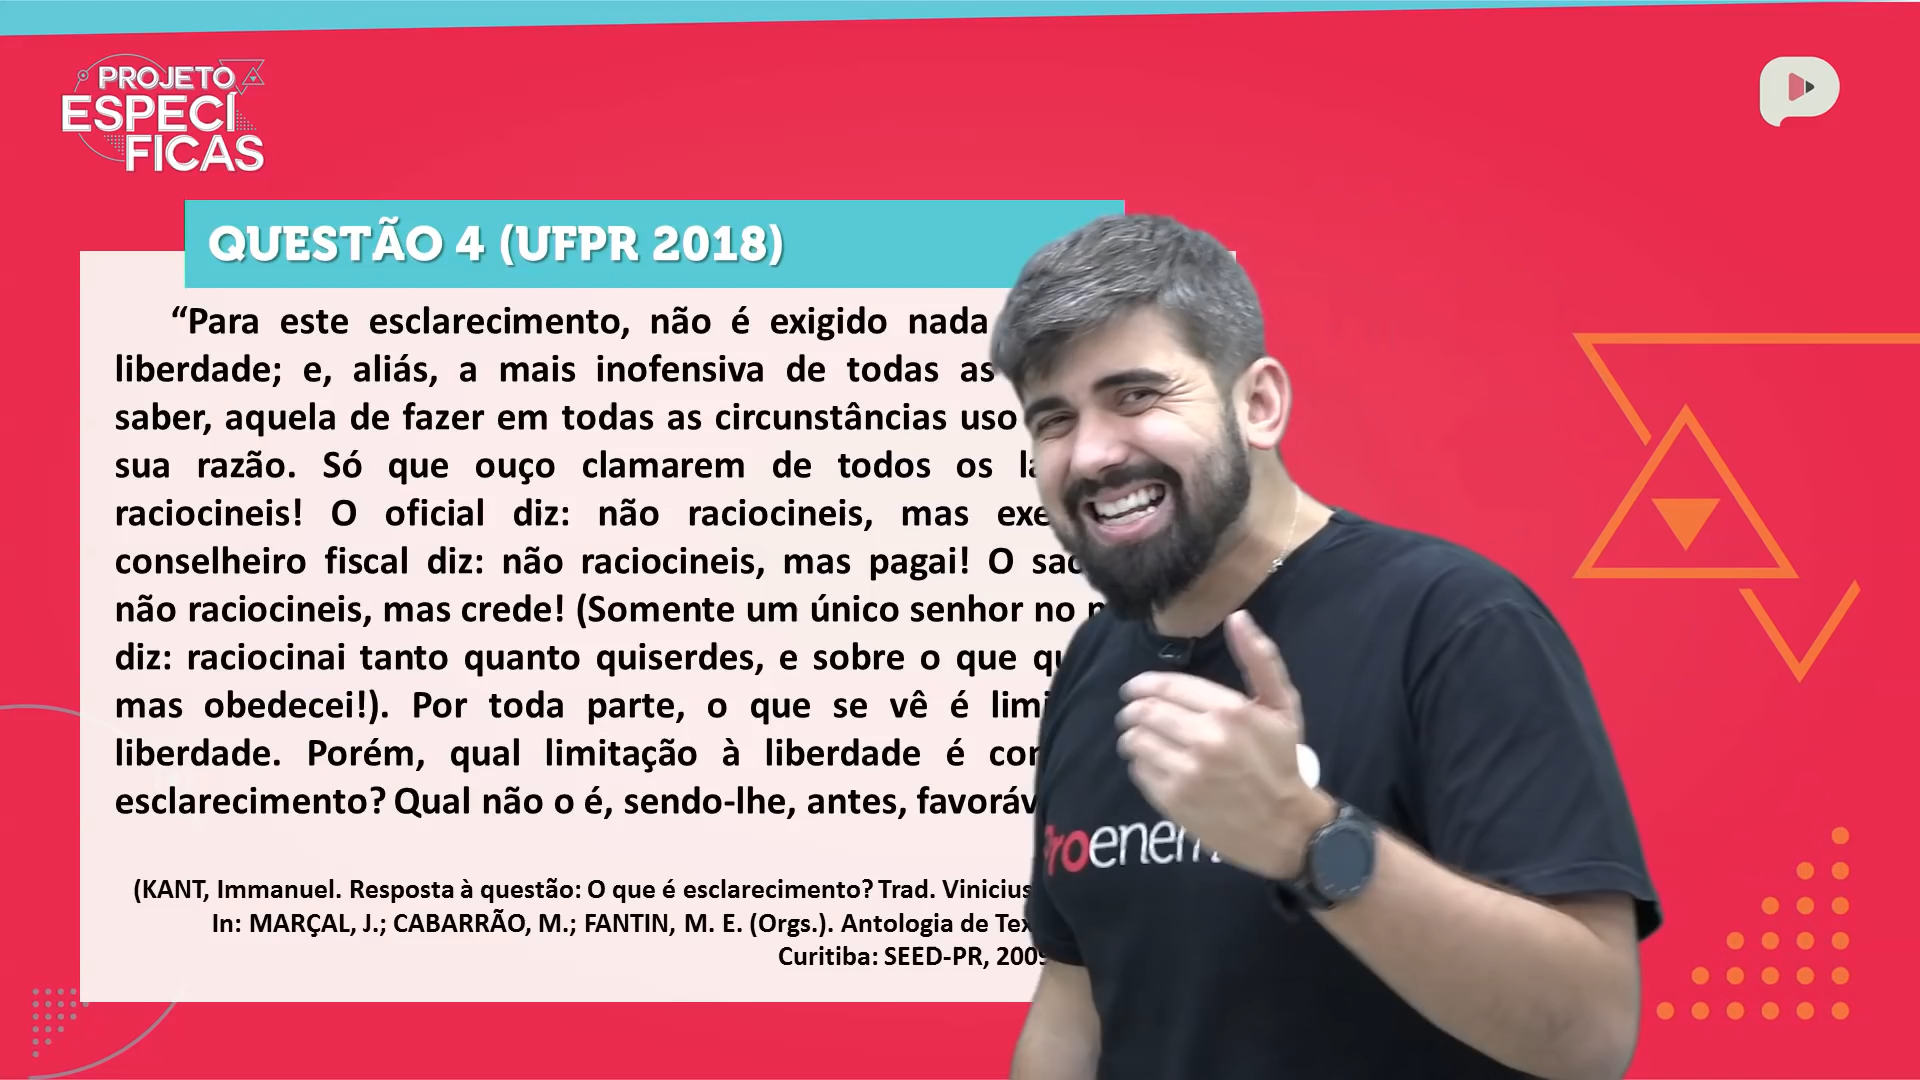 PROJETO
ESPECÍ
FICAS
QUESTÃO 4 (UFPR 2018)
“Para este esclarecimento, não é exigido nada
liberdade; e, aliás, a mais inofensiva de todas as
saber, aquela de fazer em todas as circunstâncias uso
sua razão. Só que ouço clamarem de todos os
raciocineis! O oficial diz: não raciocineis, mas
conselheiro fiscal diz: não raciocineis, mas pagai! O
não raciocineis, mas crede! (Somente um único senhor no
diz: raciocinai tanto quanto quiserdes, e sobre o que
mas obedecei!). Por toda parte, o que se vê é
liberdade. Porém, qual limitação à liberdade é
esclarecimento? Qual não o é, sendo-lhe, antes,
(KANT, Immanuel. Resposta à questão: O que é esclarecimento? Trad. Vinicius
In: MARÇAL, J.; CABARRÃO, M.; FANTIN, M. E. (Orgs.). Antologia de
Curitiba: SEED-PR, 2009
Proenem